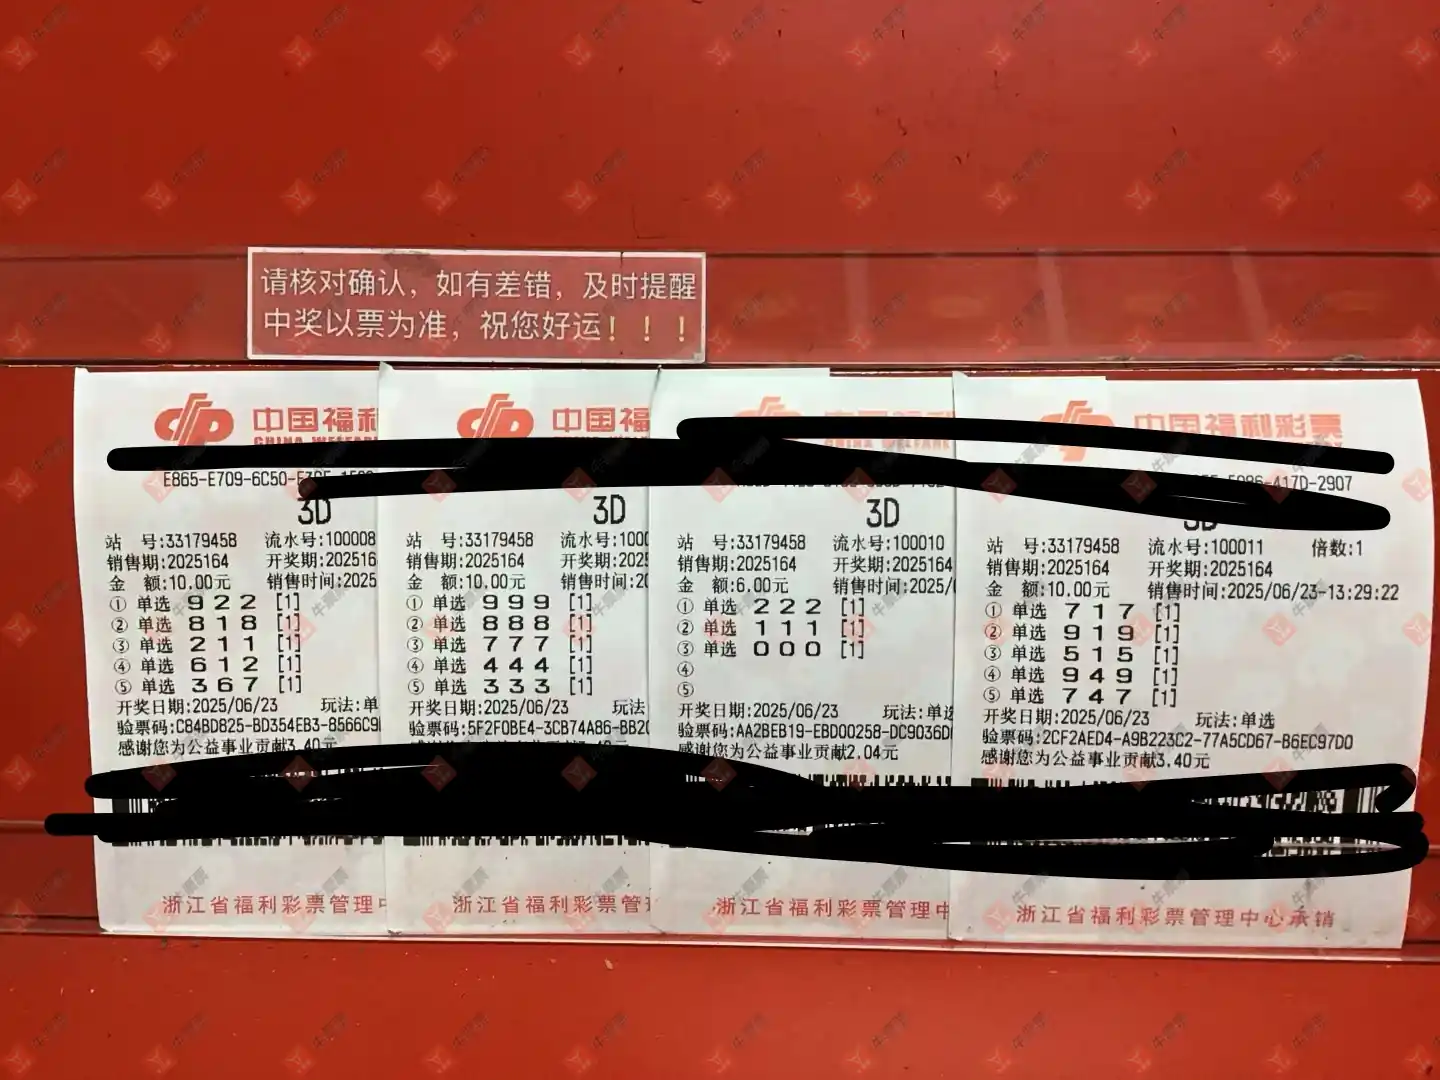 请核对确认，如有差错，及时提醒
中奖以票为准，祝您好运！！！
中国福利
E865-E709-6C50-
3D
站 号:33179458 流水号:100008
销售期:2025164 开奖期:202516
金 额:10.00元 销售时间:2025
① 单选 9 2 2 [1]
② 单选 8 1 8 [1]
③ 单选 2 1 1 [1]
④ 单选 6 1 2 [1]
⑤ 单选 3 6 7 [1]
开奖日期:2025/06/23 玩法:单
验票码:CB4BD825-BD354EB3-8566C9
感谢您为公益事业贡献3.40元
浙江省福利彩票管理中
中国福
3D
站 号:33179458 流水号:100
销售期:2025164 开奖期:202
金 额:10.00元 销售时间:20
① 单选 9 9 9 [1]
② 单选 8 8 8 [1]
③ 单选 7 7 7 [1]
④ 单选 4 4 4 [1]
⑤ 单选 3 3 3 [1]
开奖日期:2025/06/23 玩法
验票码:5F2F0BE4-3CB74A86-BB2
浙江省福利彩票管
中国福利
3D
站 号:33179458 流水号:100010
销售期:2025164 开奖期:2025164
金 额:6.00元 销售时间:2025/
① 单选 2 2 2 [1]
② 单选 1 1 1 [1]
③ 单选 0 0 0 [1]
④
⑤
开奖日期:2025/06/23 玩法:单选
验票码:AA2BEB19-EBD00258-DC9036D
感谢您为公益事业贡献2.04元
浙江省福利彩票管理中
中国福利彩票
417D-2907
3D
站 号:33179458 流水号:100011 倍数:1
销售期:2025164 开奖期:2025164
金 额:10.00元 销售时间:2025/06/23-13:29:22
① 单选 7 1 7 [1]
② 单选 9 1 9 [1]
③ 单选 5 1 5 [1]
④ 单选 9 4 9 [1]
⑤ 单选 7 4 7 [1]
开奖日期:2025/06/23 玩法:单选
验票码:2CF2AED4-A9B223C2-77A5CD67-B6EC97D0
感谢您为公益事业贡献3.40元
浙江省福利彩票管理中心承销